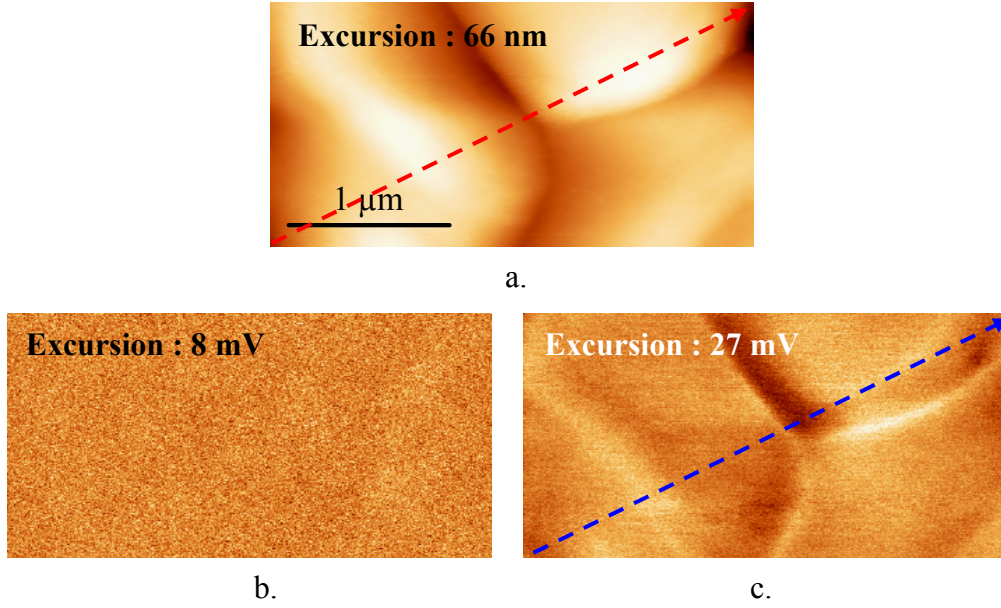 Excursion : 66 nm
1 µm
a.
Excursion : 8 mV
Excursion : 27 mV
b.
c.